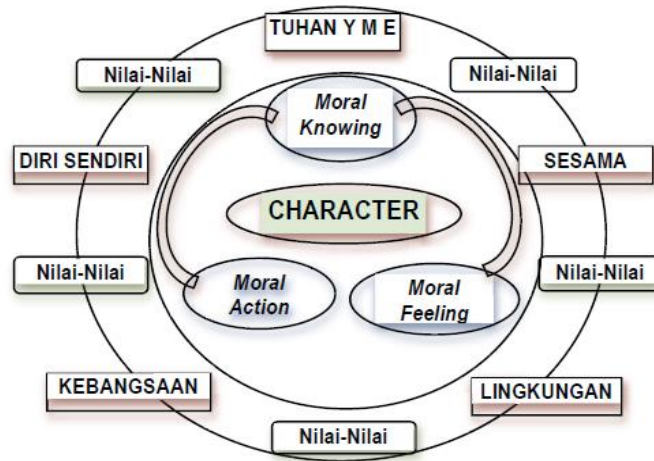 TUHAN Y M E
Nilai-Nilai
Nilai-Nilai
Moral
Knowing
DIRI SENDIRI
SESAMA
CHARACTER
Nilai-Nilai
Nilai-Nilai
Moral
Action
Moral
Feeling
KEBANGSAAN
LINGKUNGAN
Nilai-Nilai